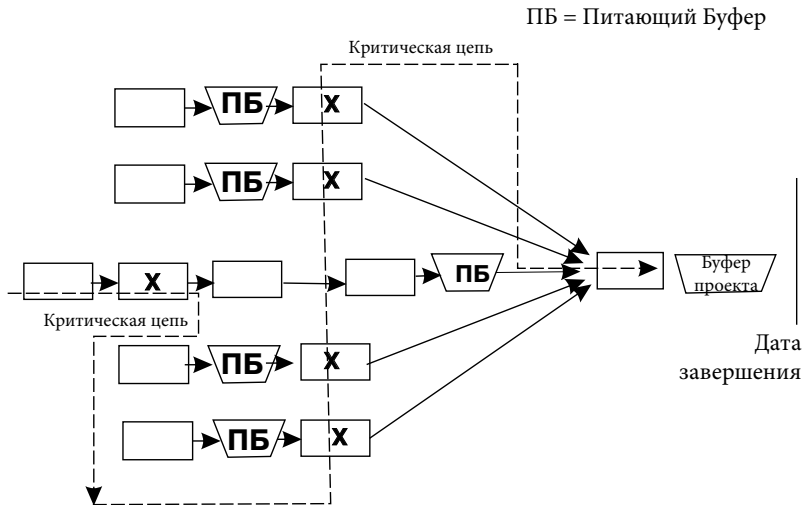 ПБ = Питающий Буфер
Критическая цепь
ПБ
X
ПБ
X
X
ПБ
Буфер
проекта
Критическая цепь
Дата
завершения
ПБ
X
ПБ
X